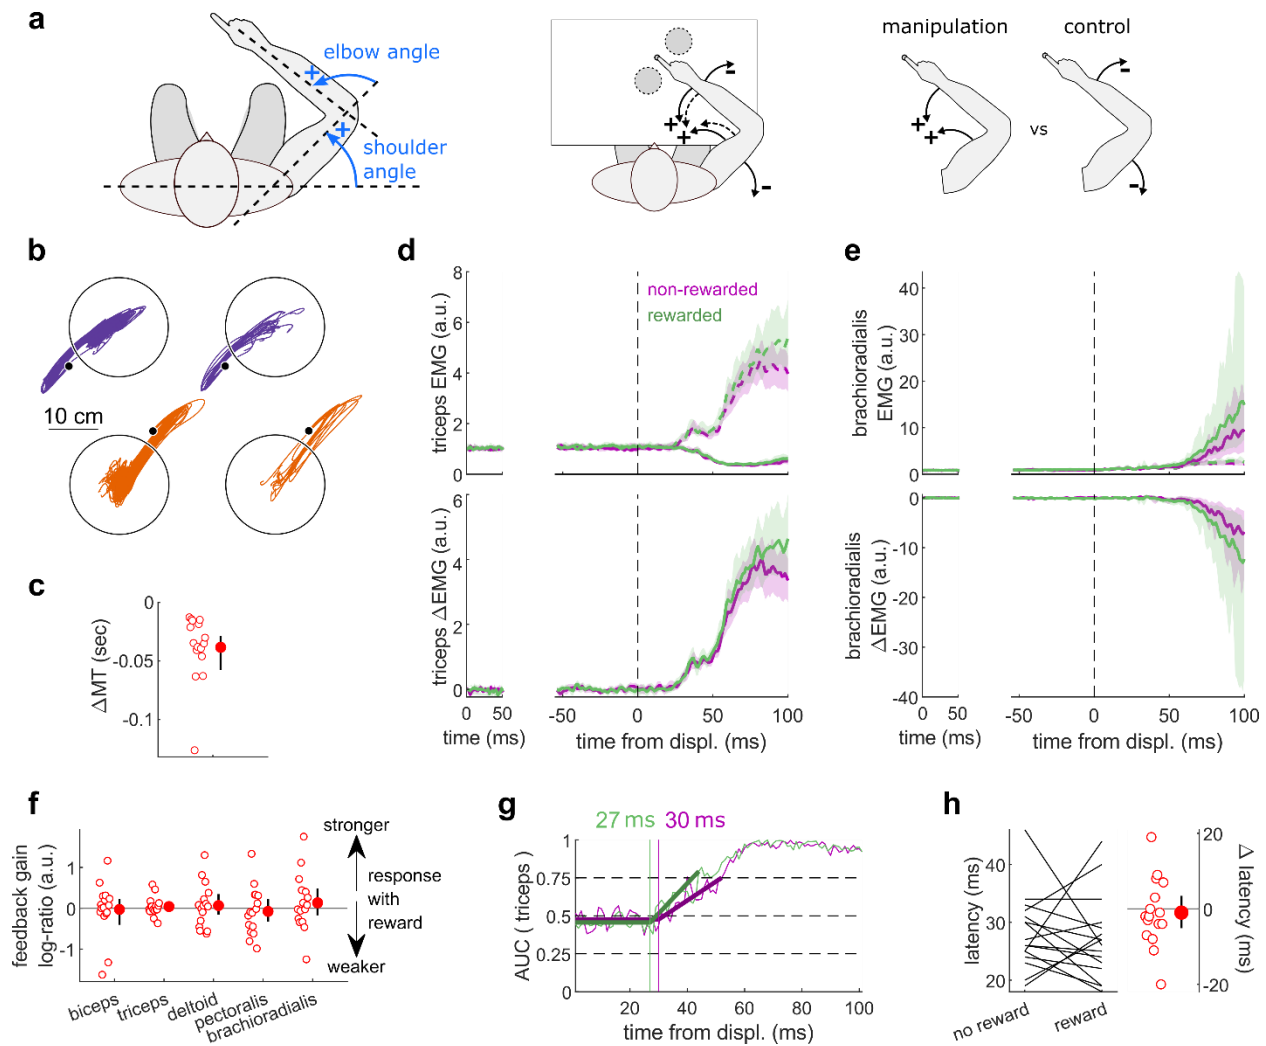 a
elbow angle
+
+
shoulder
angle
-
+
+
-
manipulation
control
+
+
vs
-
-
b
10 cm
c
0
-0.05
-0.1
ΔMT (sec)
d
8
6
4
2
0
triceps EMG (a.u.)
non-rewarded
rewarded
6
4
2
0
triceps ΔEMG (a.u.)
0 50
-50 0 50 100
time (ms)
time from displ. (ms)
e
40
30
20
10
0
brachioradialis
EMG (a.u.)
0
-10
-20
-30
-40
brachioradialis
ΔEMG (a.u.)
0 50
-50 0 50 100
time (ms)
time from displ. (ms)
f
feedback gain
log-ratio (a.u.)
1
0
-1
stronger
response
with
reward
weaker
biceps
triceps
deltoid
pectoralis
brachioradialis
g
27 ms
30 ms
AUC ( triceps )
1
0.75
0.5
0.25
0
20 40 60 80 100
time from displ. (ms)
h
latency (ms)
40
30
20
no reward
reward
20
0
-20
Δ latency (ms)